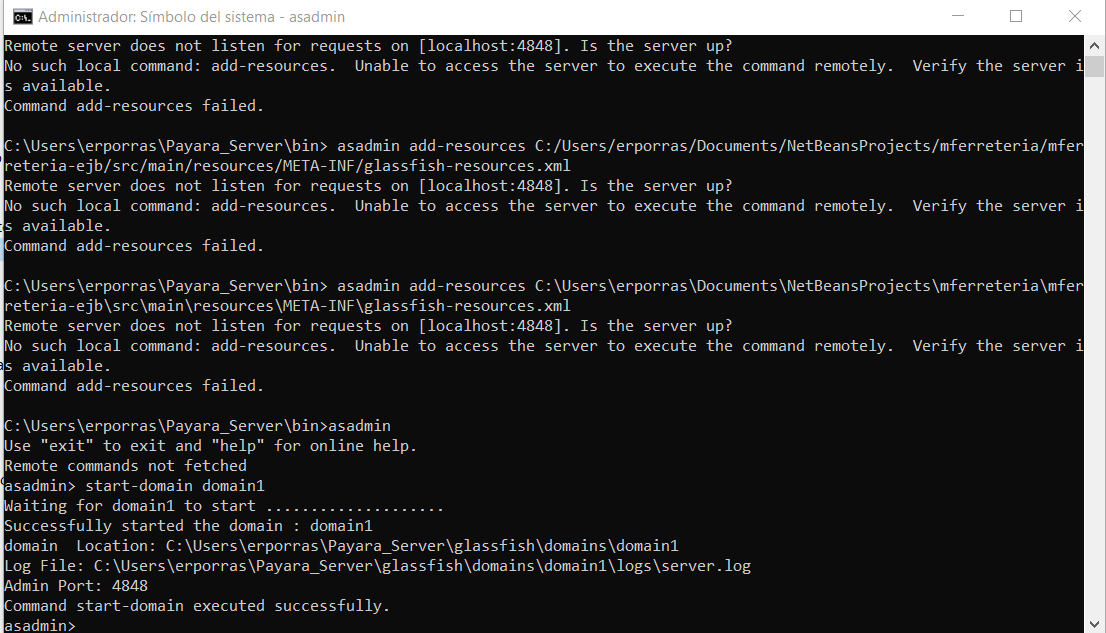 Administrador: Símbolo del sistema - asadmin
Remote server does not listen for requests on [localhost:4848]. Is the server up?
No such local command: add-resources.  Unable to access the server to execute the command remotely.  Verify the server i
s available.
Command add-resources failed.
C:\Users\erporras\Payara_Server\bin> asadmin add-resources C:/Users/erporras/Documents/NetBeansProjects/mferreteria/mfer
reteria-ejb/src/main/resources/META-INF/glassfish-resources.xml
Remote server does not listen for requests on [localhost:4848]. Is the server up?
No such local command: add-resources.  Unable to access the server to execute the command remotely.  Verify the server i
s available.
Command add-resources failed.
C:\Users\erporras\Payara_Server\bin> asadmin add-resources C:\Users\erporras\Documents\NetBeansProjects\mferreteria\mfer
reteria-ejb\src\main\resources\META-INF\glassfish-resources.xml
Remote server does not listen for requests on [localhost:4848]. Is the server up?
No such local command: add-resources.  Unable to access the server to execute the command remotely.  Verify the server i
s available.
Command add-resources failed.
C:\Users\erporras\Payara_Server\bin>asadmin
Use "exit" to exit and "help" for online help.
Remote commands not fetched
asadmin> start-domain domain1
Waiting for domain1 to start ....................
Successfully started the domain : domain1
domain  Location: C:\Users\erporras\Payara_Server\glassfish\domains\domain1
Log File: C:\Users\erporras\Payara_Server\glassfish\domains\domain1\logs\server.log
Admin Port: 4848
Command start-domain executed successfully.
asadmin>